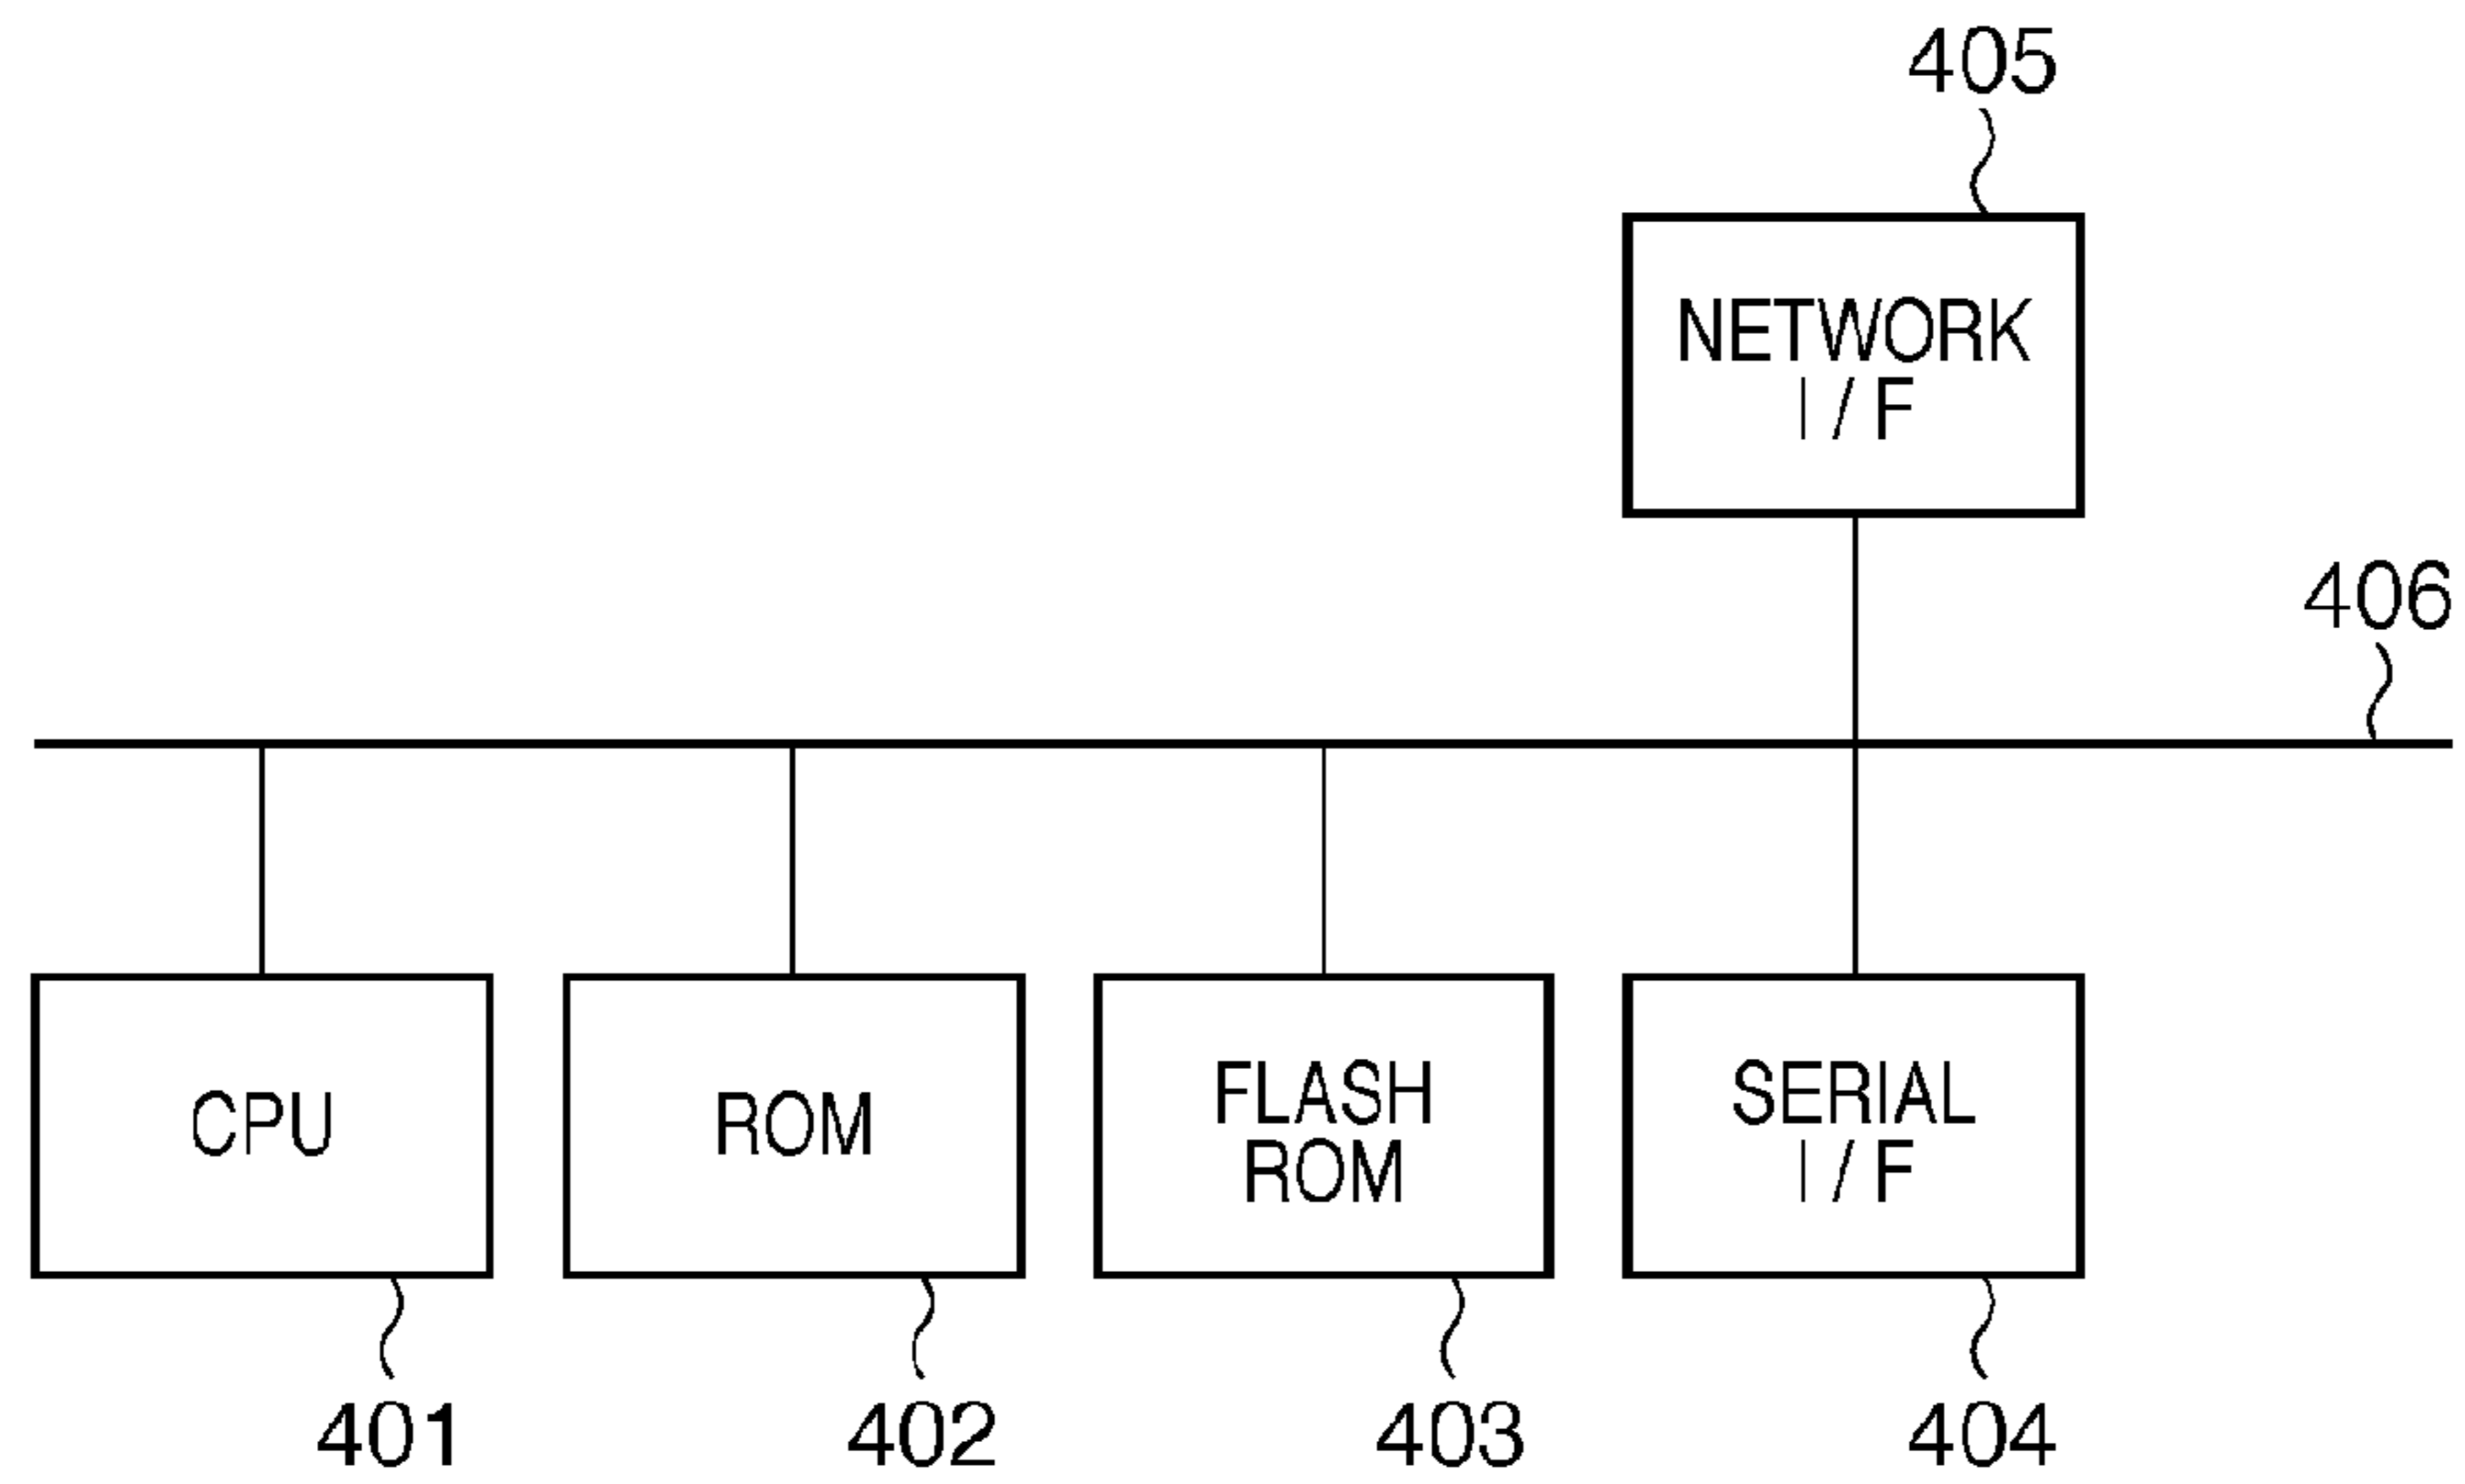 405
NETWORK
I/F
406
CPU
ROM
FLASH
ROM
SERIAL
I/F
401
402
403
404